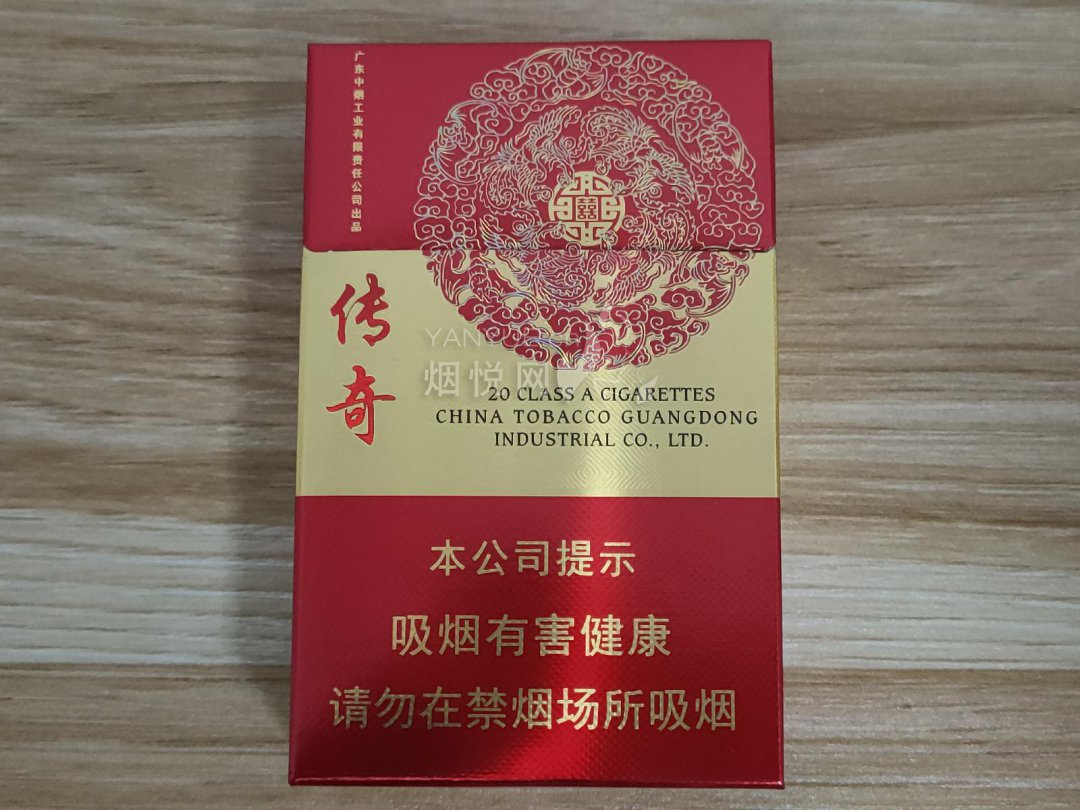 广东中烟工业有限责任公司出品
囍
传奇
烟悦网
20 CLASS A CIGARETTES
CHINA TOBACCO GUANGDONG
INDUSTRIAL CO., LTD.
本公司提示
吸烟有害健康
请勿在禁烟场所吸烟